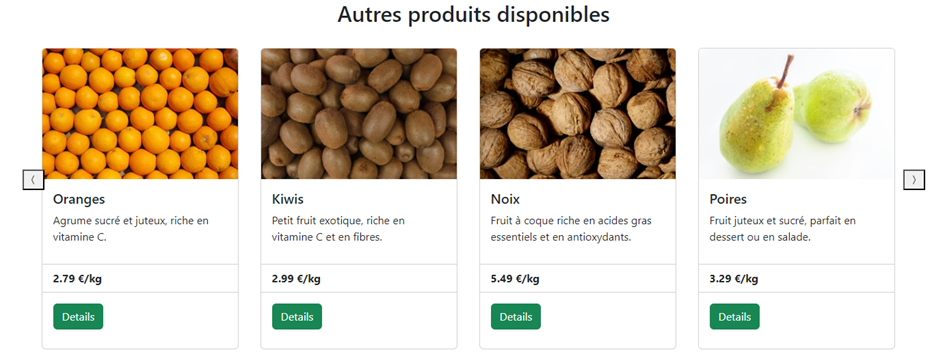 Autres produits disponibles
Oranges
Agrume sucré et juteux, riche en
vitamine C.
2.79 €/kg
Details
Kiwis
Petit fruit exotique, riche en
vitamine C et en fibres.
2.99 €/kg
Details
Noix
Fruit à coque riche en acides gras
essentiels et en antioxydants.
5.49 €/kg
Details
Poires
Fruit juteux et sucré, parfait en
dessert ou en salade.
3.29 €/kg
Details